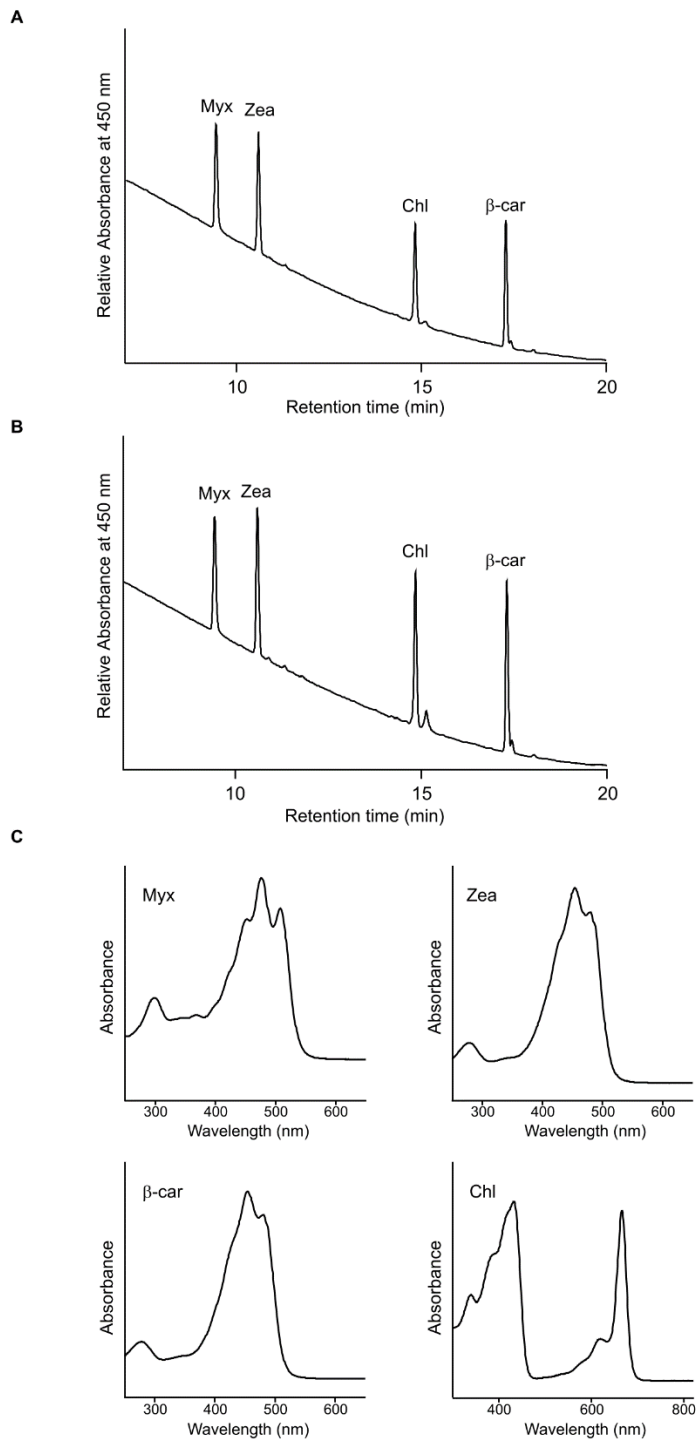 A
Relative Absorbance at 450 nm
Myx Zea
Chl β-car
10 15 20
Retention time (min)
B
Relative Absorbance at 450 nm
Myx Zea
Chl β-car
10 15 20
Retention time (min)
C
Myx
Absorbance
300 400 500 600
Wavelength (nm)
Zea
Absorbance
300 400 500 600
Wavelength (nm)
β-car
Absorbance
300 400 500 600
Wavelength (nm)
Chl
Absorbance
400 600 800
Wavelength (nm)